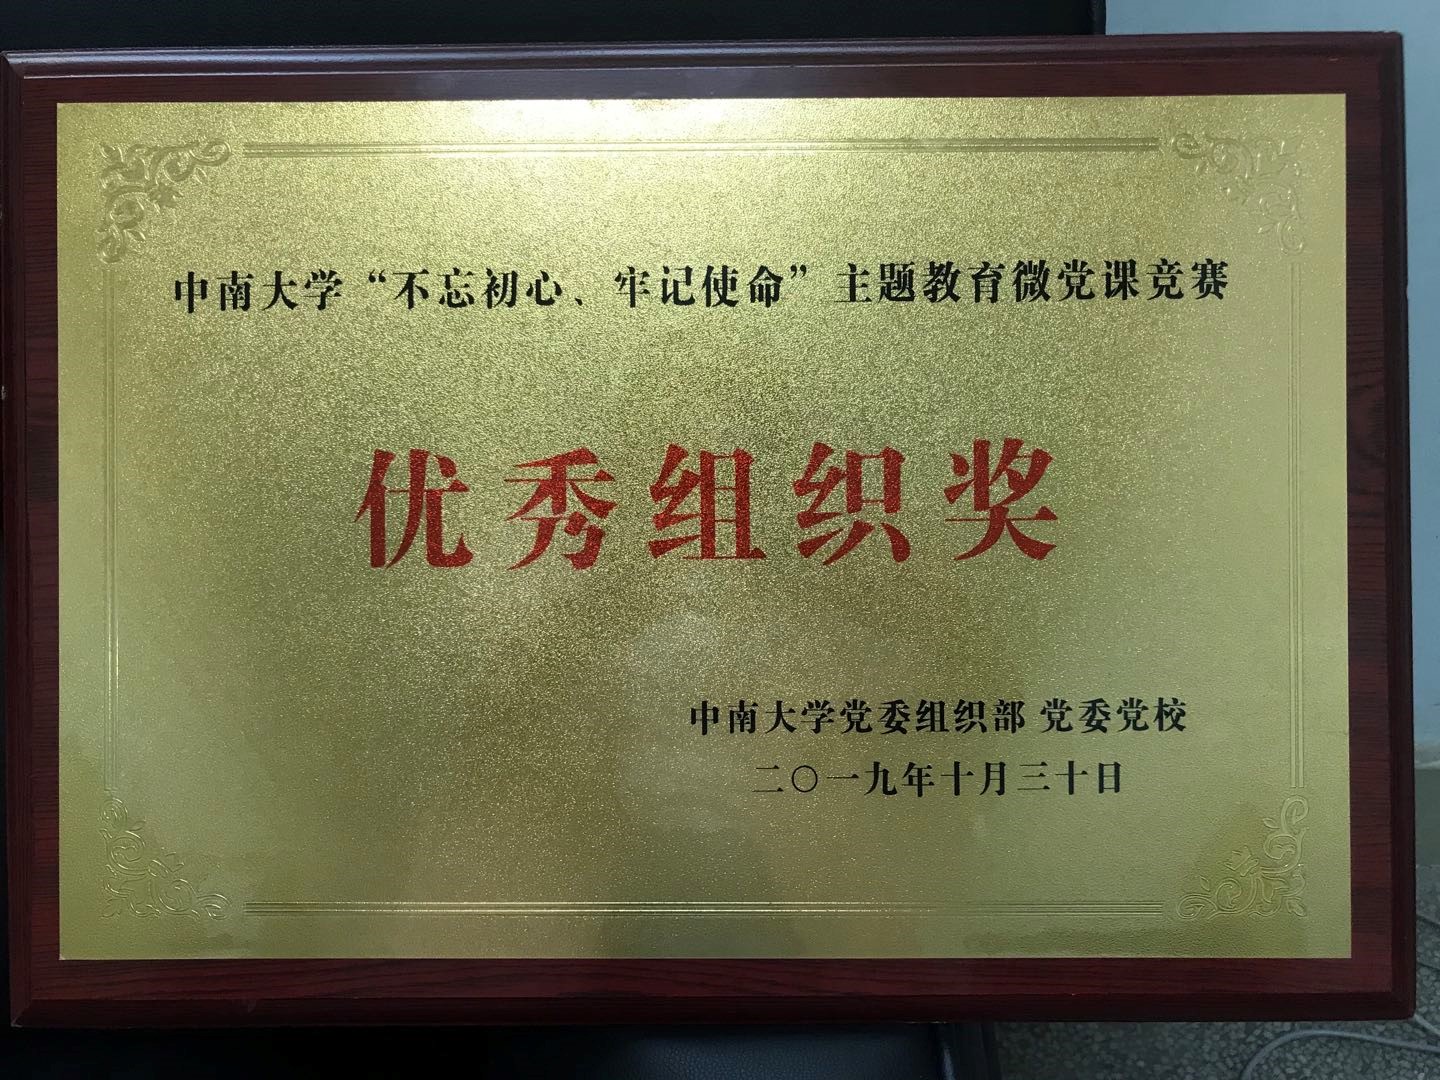 中南大学“不忘初心、牢记使命”主题教育微党课竞赛
优秀组织奖
中南大学党委组织部 党委党校
二〇一九年十月三十日